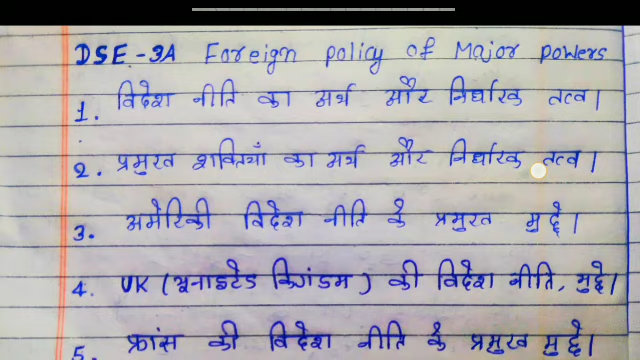 DSE-3A Foreign policy of Major powers
1. विदेश नीति का अर्थ और निर्धारक तत्व।
2. प्रमुख शक्तियाँ का अर्थ और निर्धारक तत्व।
3. अमेरिकी विदेश नीति के प्रमुख मुद्दे।
4. UK (यूनाइटेड किंगडम) की विदेश नीति, मुद्दे।
5. फ्रांस की विदेश नीति के प्रमुख मुद्दे।